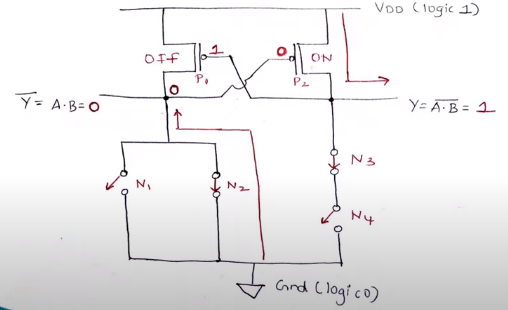 VDD (logic 1)
OFF
1
0
ON
P1
P2
0
Y̅ = A·B = 0
Y = A̅·̅B̅ = 1
N1
N2
N3
N4
Gnd (logic 0)